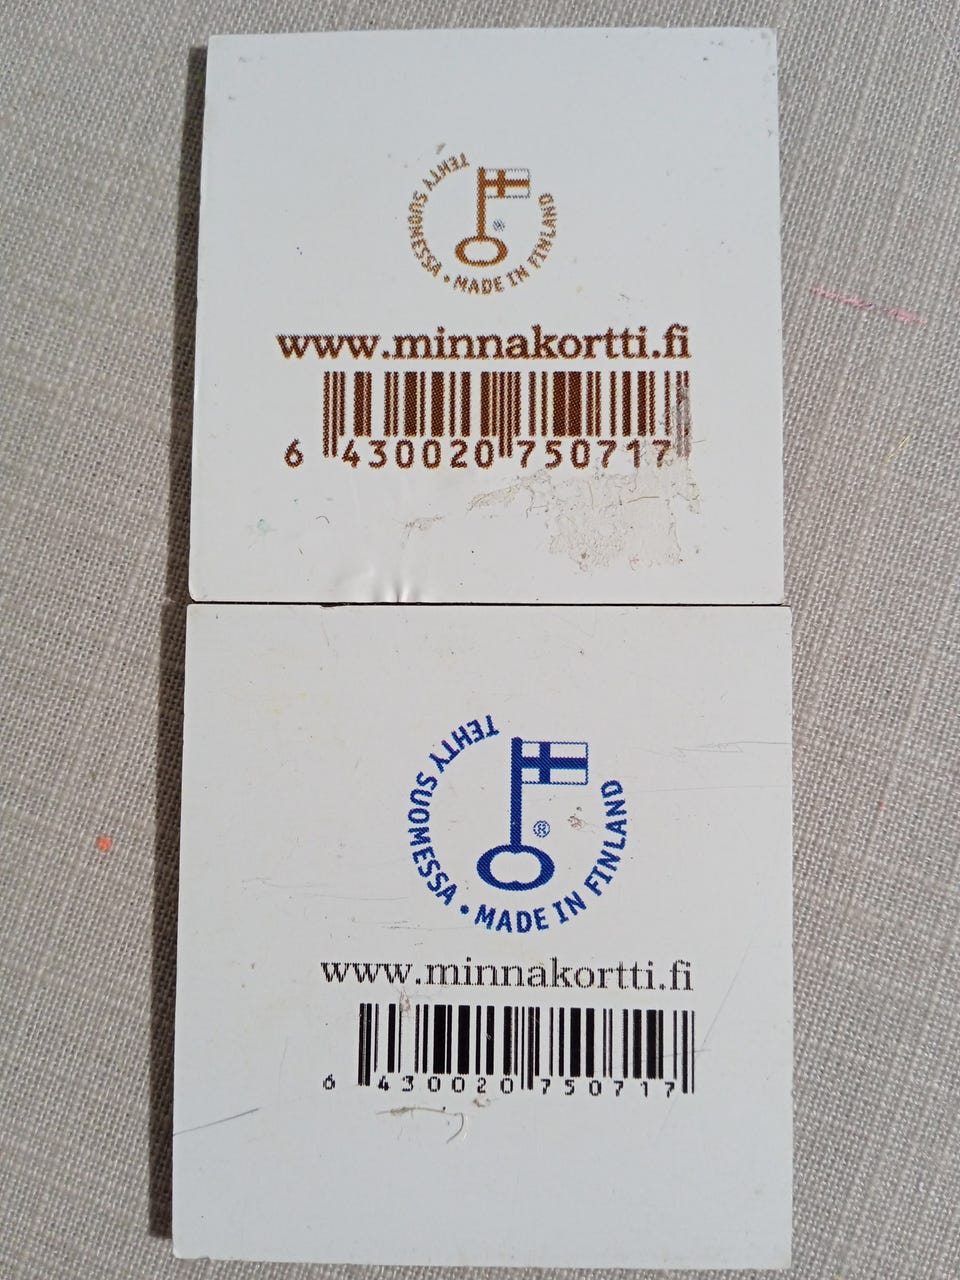 TEHTY SUOMESSA • MADE IN FINLAND
®
www.minnakortti.fi
6 430020 750717
TEHTY SUOMESSA • MADE IN FINLAND
®
www.minnakortti.fi
6 430020 750717